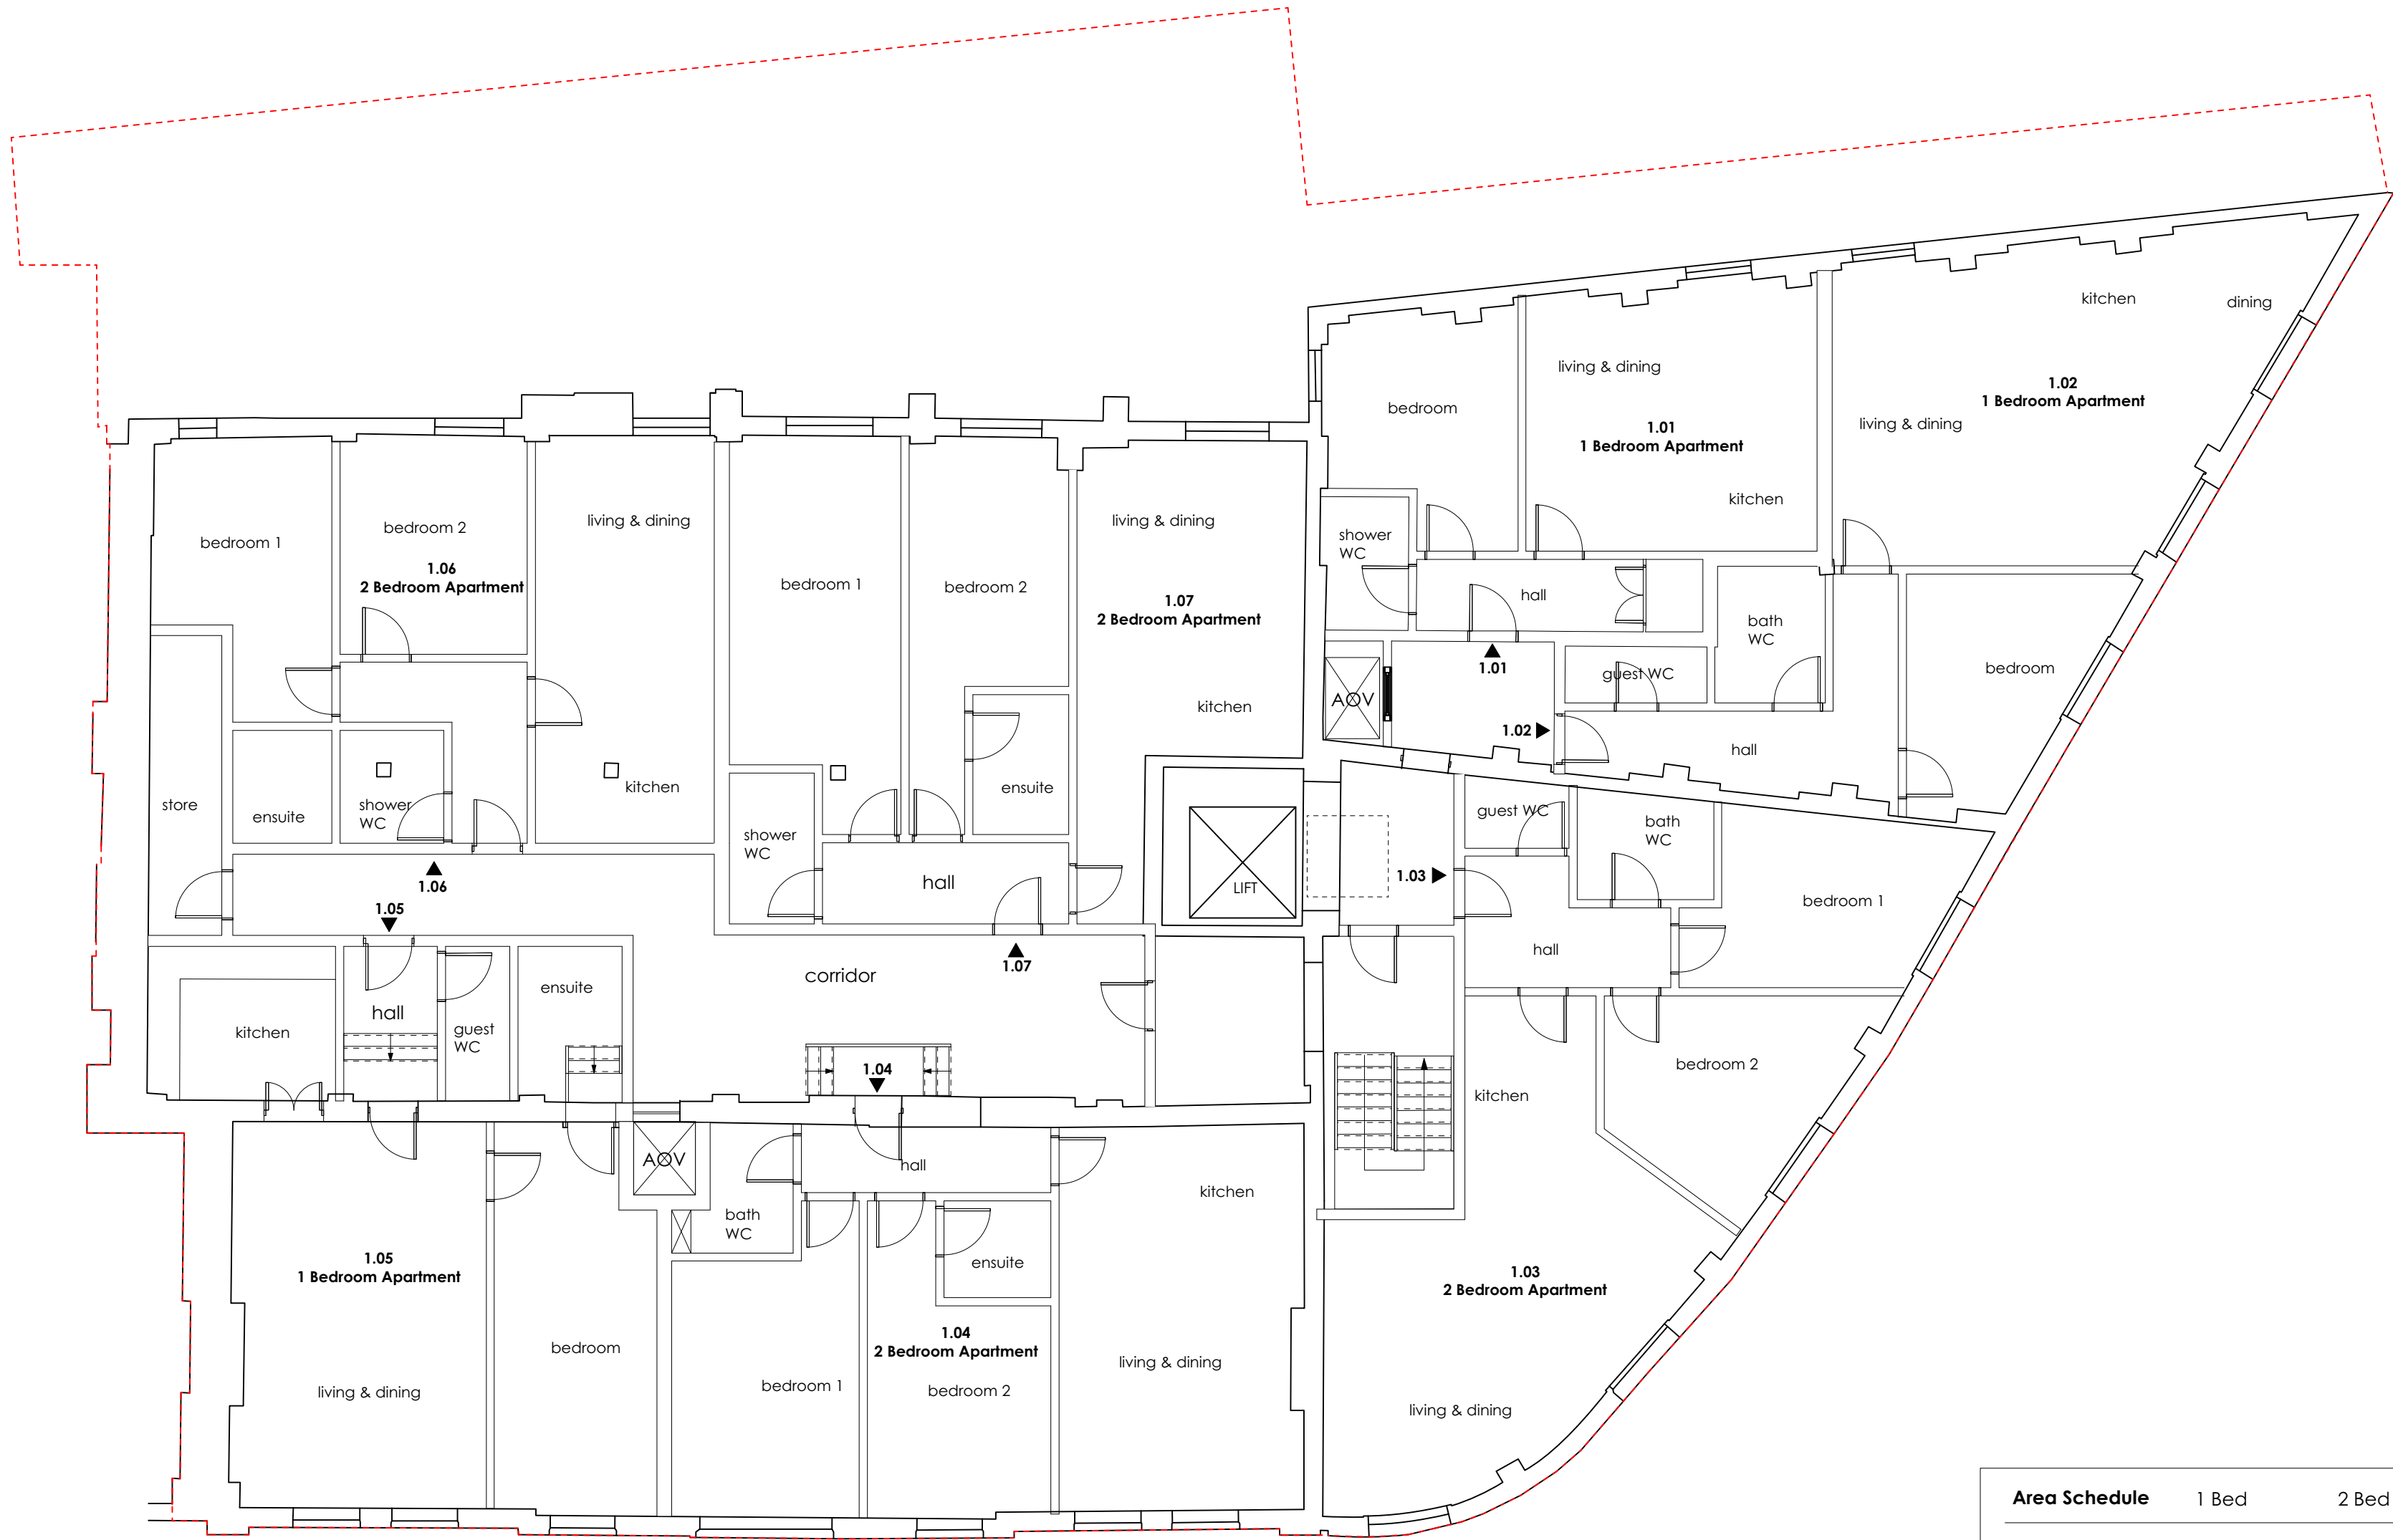 kitchen
dining
living & dining
bedroom
1.02
1 Bedroom Apartment
living & dining
1.01
1 Bedroom Apartment
kitchen
bedroom 1
bedroom 2
1.06
2 Bedroom Apartment
living & dining
bedroom 1
bedroom 2
living & dining
1.07
2 Bedroom Apartment
kitchen
shower
WC
hall
bath
WC
bedroom
1.01
guest WC
AOV
1.02
hall
store
ensuite
shower
WC
kitchen
shower
WC
ensuite
hall
LIFT
guest WC
bath
WC
1.03
bedroom 1
hall
1.06
1.05
1.07
corridor
kitchen
hall
guest
WC
ensuite
1.04
kitchen
bedroom 2
AOV
hall
bath
WC
kitchen
ensuite
1.05
1 Bedroom Apartment
1.03
2 Bedroom Apartment
bedroom
1.04
2 Bedroom Apartment
living & dining
bedroom 1
bedroom 2
living & dining
living & dining
Area Schedule 1 Bed 2 Bed